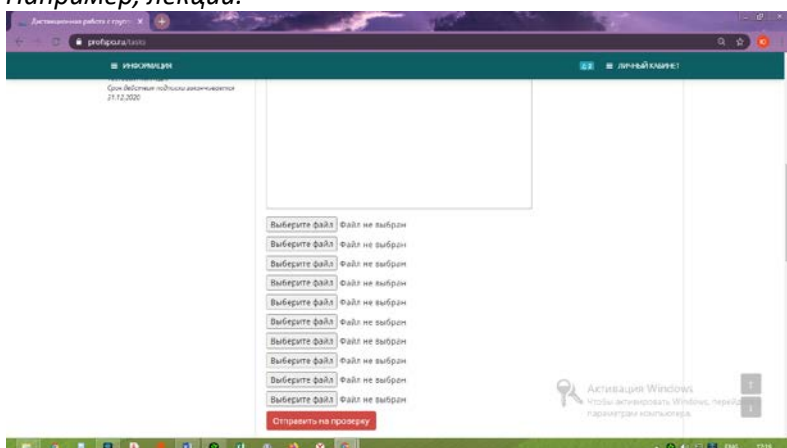 Например, лекции.
Дистанционная работа с групп
profspo.ru/tasks
ИНФОРМАЦИЯ
ЛИЧНЫЙ КАБИНЕТ
Срок действия подписки заканчивается
21.12.2020
Выберите файл Файл не выбран
Выберите файл Файл не выбран
Выберите файл Файл не выбран
Выберите файл Файл не выбран
Выберите файл Файл не выбран
Выберите файл Файл не выбран
Выберите файл Файл не выбран
Выберите файл Файл не выбран
Выберите файл Файл не выбран
Выберите файл Файл не выбран
Отправить на проверку
Активация Windows
Чтобы активировать Windows, перейд
параметрам компьютера.
ENG 12:19